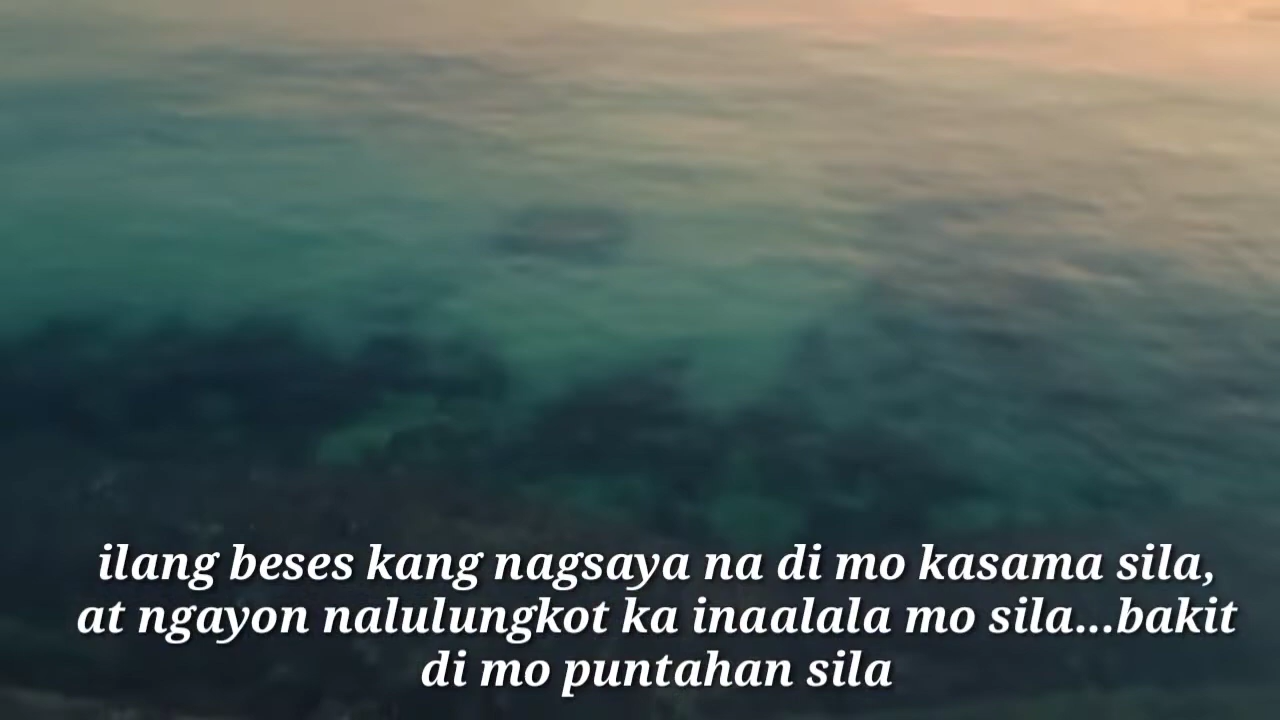 ilang beses kang nagsaya na di mo kasama sila,
at ngayon nalulungkot ka inaalala mo sila...bakit
di mo puntahan sila